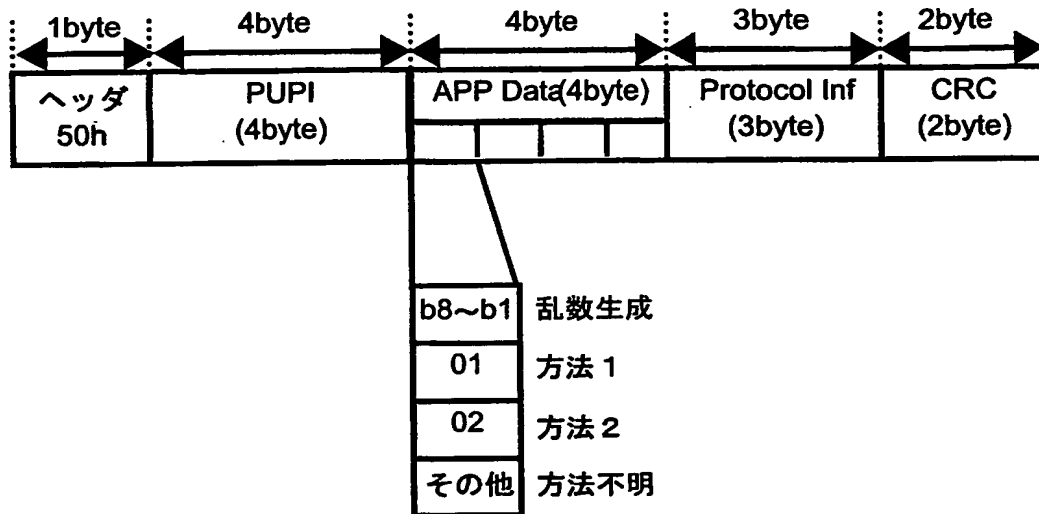 1byte 4byte 4byte 3byte 2byte
ヘッダ 50h
PUPI (4byte)
APP Data(4byte)
Protocol Inf (3byte)
CRC (2byte)
b8～b1 乱数生成
01 方法1
02 方法2
その他 方法不明